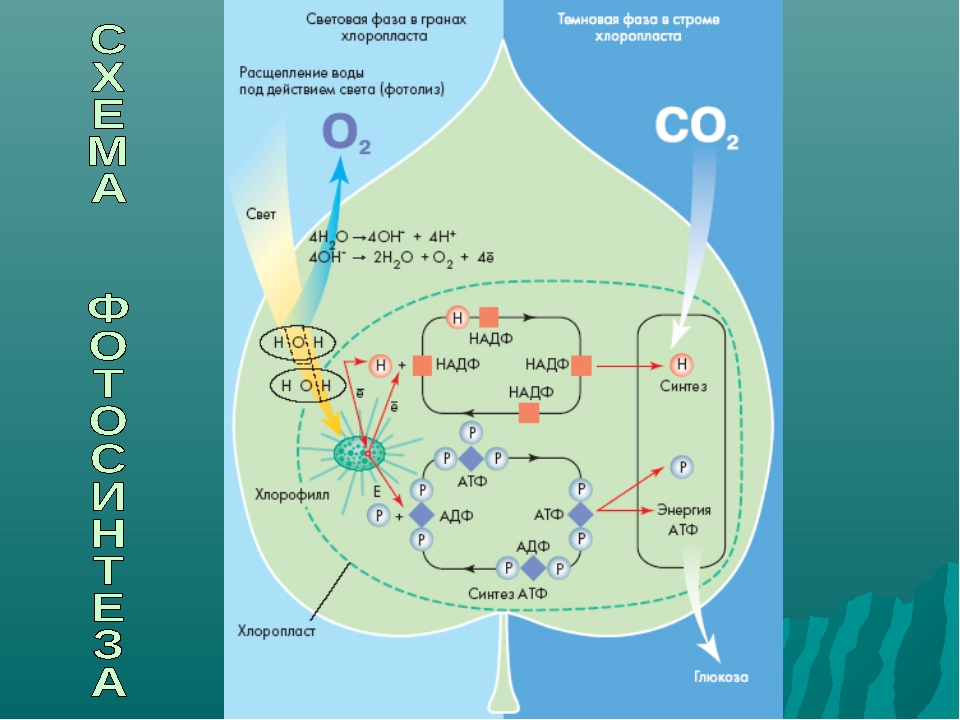 СХЕМА ФОТОСИНТЕЗА
Световая фаза в гранах
хлоропласта
Темновая фаза в строме
хлоропласта
Расщепление воды
под действием света (фотолиз)
O₂
CO₂
Свет
4H₂O →4OH⁻ + 4H⁺
4OH⁻ → 2H₂O + O₂ + 4e̅
H O H
H O H
e̅
e̅
H +
H
НАДФ
НАДФ
НАДФ
НАДФ
H
Синтез
P
P P
АТФ
Хлорофилл
E
P +
P
АДФ
P
P
АТФ
P
АДФ
P P
Синтез АТФ
P
Энергия
АТФ
Хлоропласт
Глюкоза